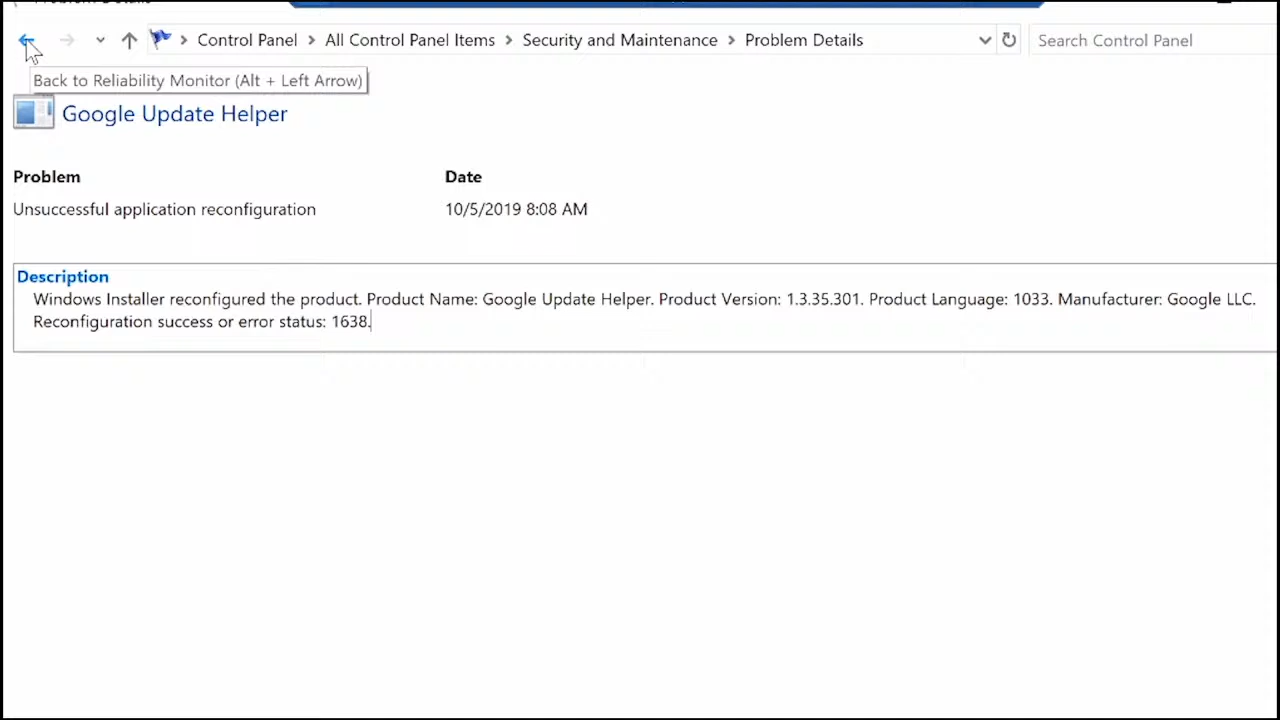 Control Panel > All Control Panel Items > Security and Maintenance > Problem Details
Search Control Panel
Back to Reliability Monitor (Alt + Left Arrow)
Google Update Helper
Problem
Date
Unsuccessful application reconfiguration
10/5/2019 8:08 AM
Description
Windows Installer reconfigured the product. Product Name: Google Update Helper. Product Version: 1.3.35.301. Product Language: 1033. Manufacturer: Google LLC.
Reconfiguration success or error status: 1638.